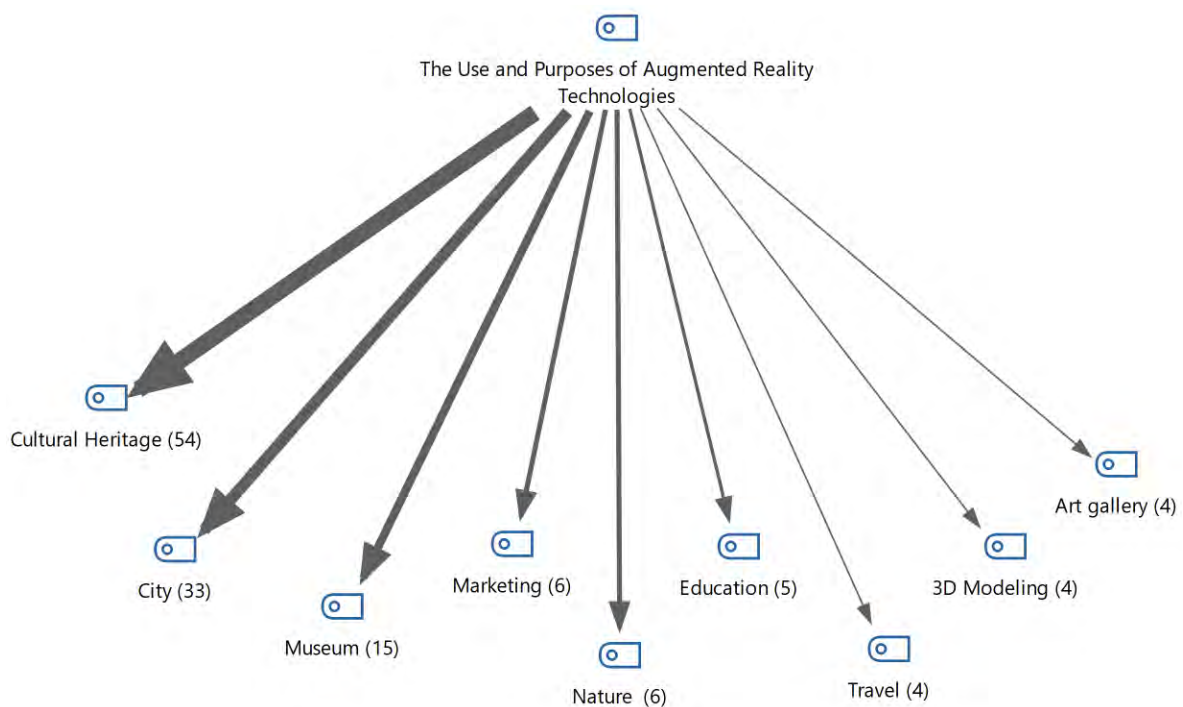 The Use and Purposes of Augmented Reality
Technologies
Cultural Heritage (54)
City (33)
Museum (15)
Marketing (6)
Nature (6)
Education (5)
Travel (4)
3D Modeling (4)
Art gallery (4)